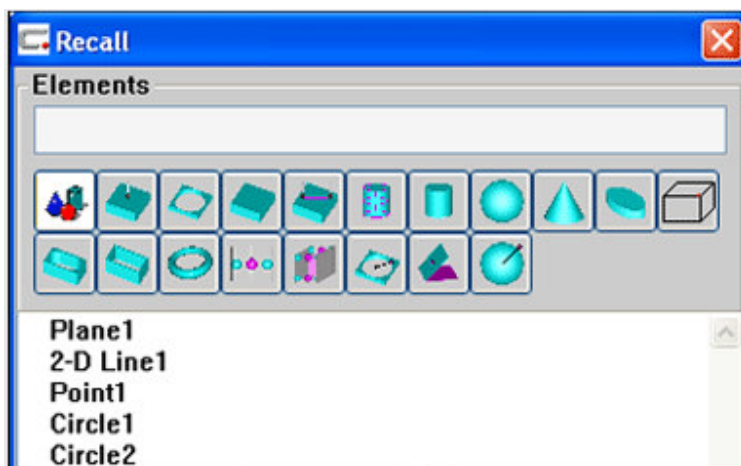 Recall
Elements
Plane1
2-D Line1
Point1
Circle1
Circle2